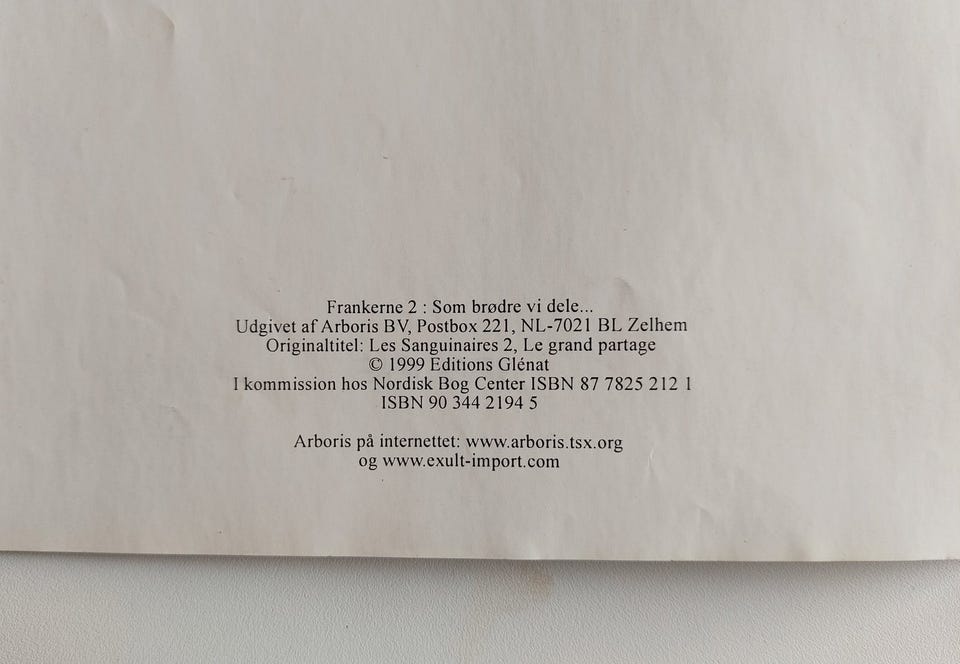 Frankerne 2 : Som brødre vi dele...
Udgivet af Arboris BV, Postbox 221, NL-7021 BL Zelhem
Originaltitel: Les Sanguinaires 2, Le grand partage
© 1999 Editions Glénat
I kommission hos Nordisk Bog Center ISBN 87 7825 212 1
ISBN 90 344 2194 5
Arboris på internettet: www.arboris.tsx.org
og www.exult-import.com